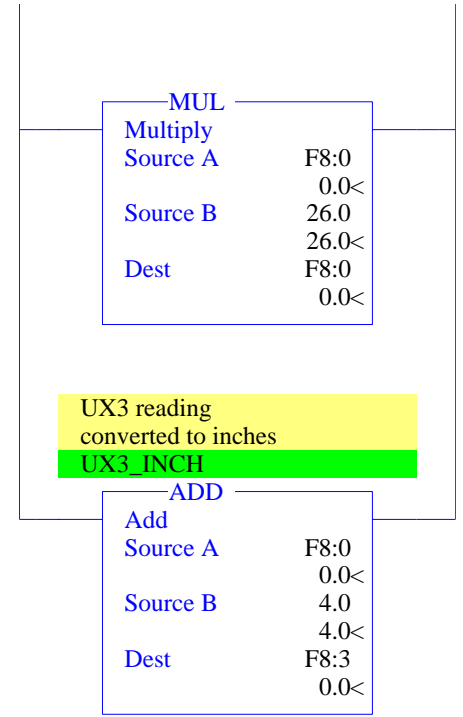 MUL
Multiply
Source A F8:0
0.0<
Source B 26.0
26.0<
Dest F8:0
0.0<
UX3 reading
converted to inches
UX3_INCH
ADD
Add
Source A F8:0
0.0<
Source B 4.0
4.0<
Dest F8:3
0.0<